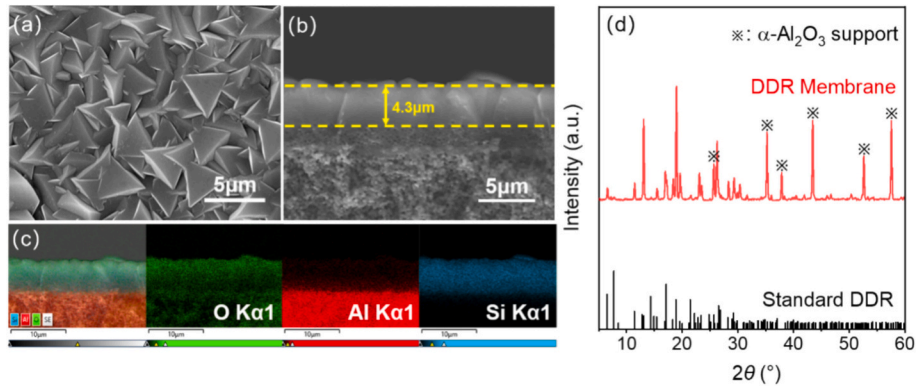 (a)
5μm
(b)
4.3μm
5μm
(c)
O Kα1
Al Kα1
Si Kα1
10μm
10μm
10μm
10μm
(d)
※: α-Al₂O₃ support
DDR Membrane
※
※
※
※
※
※
Intensity (a.u.)
Standard DDR
10 20 30 40 50 60
2θ (°)